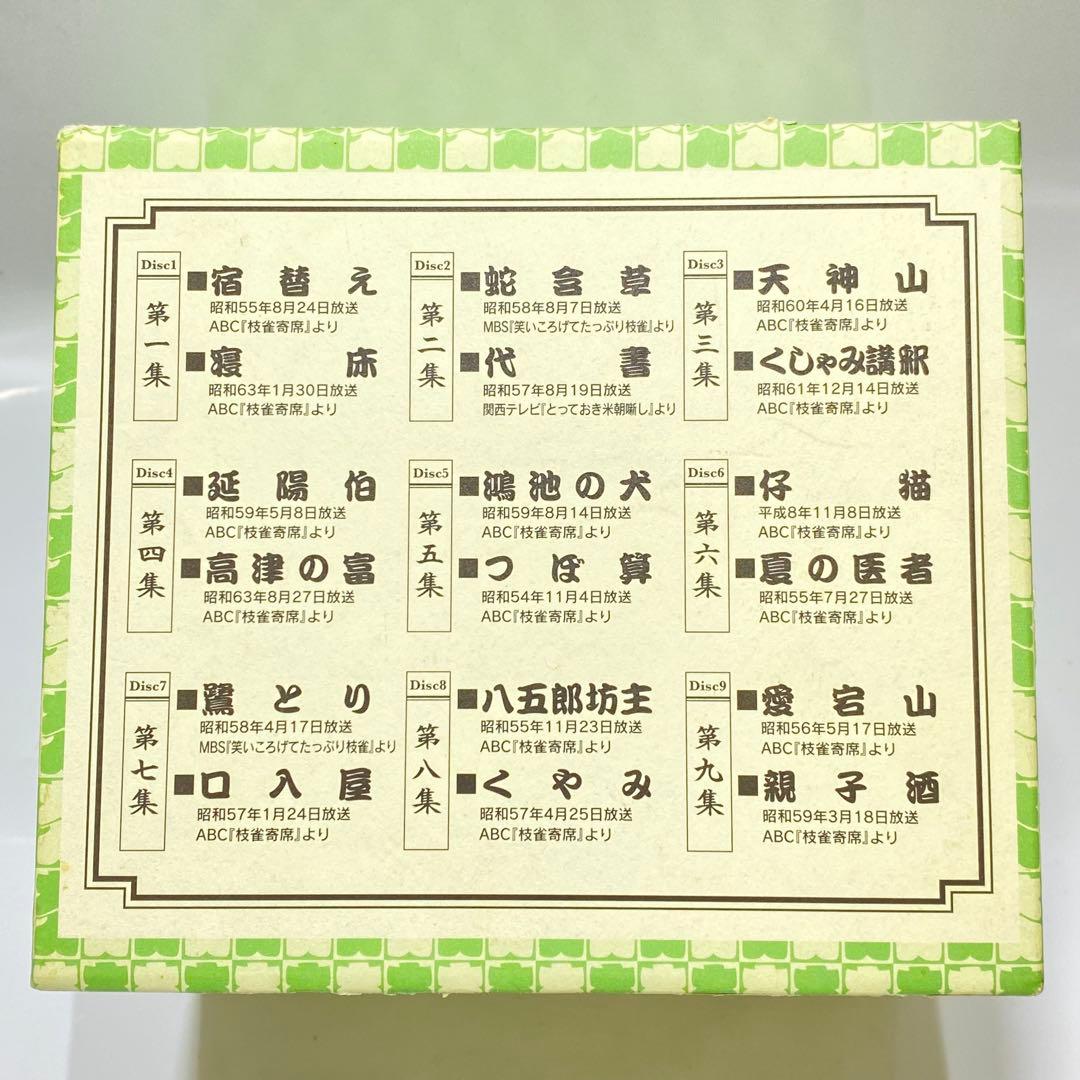 Disc1
第一集
■宿替え
昭和55年8月24日放送
ABC『枝雀寄席』より
■寝床
昭和63年1月30日放送
ABC『枝雀寄席』より
Disc2
第二集
■蛇含草
昭和58年8月7日放送
MBS『笑いころげてたっぷり枝雀』より
■代書
昭和57年8月19日放送
関西テレビ『とっておき米朝噺し』より
Disc3
第三集
■天神山
昭和60年4月16日放送
ABC『枝雀寄席』より
■くしゃみ講釈
昭和61年12月14日放送
ABC『枝雀寄席』より
Disc4
第四集
■延陽伯
昭和59年5月8日放送
ABC『枝雀寄席』より
■高津の富
昭和63年8月27日放送
ABC『枝雀寄席』より
Disc5
第五集
■鴻池の犬
昭和59年8月14日放送
ABC『枝雀寄席』より
■つぼ算
昭和54年11月4日放送
ABC『枝雀寄席』より
Disc6
第六集
■仔猫
平成8年11月8日放送
ABC『枝雀寄席』より
■夏の医者
昭和55年7月27日放送
ABC『枝雀寄席』より
Disc7
第七集
■鷺とり
昭和58年4月17日放送
MBS『笑いころげてたっぷり枝雀』より
■口入屋
昭和57年1月24日放送
ABC『枝雀寄席』より
Disc8
第八集
■八五郎坊主
昭和55年11月23日放送
ABC『枝雀寄席』より
■くやみ
昭和57年4月25日放送
ABC『枝雀寄席』より
Disc9
第九集
■愛宕山
昭和56年5月17日放送
ABC『枝雀寄席』より
■親子酒
昭和59年3月18日放送
ABC『枝雀寄席』より